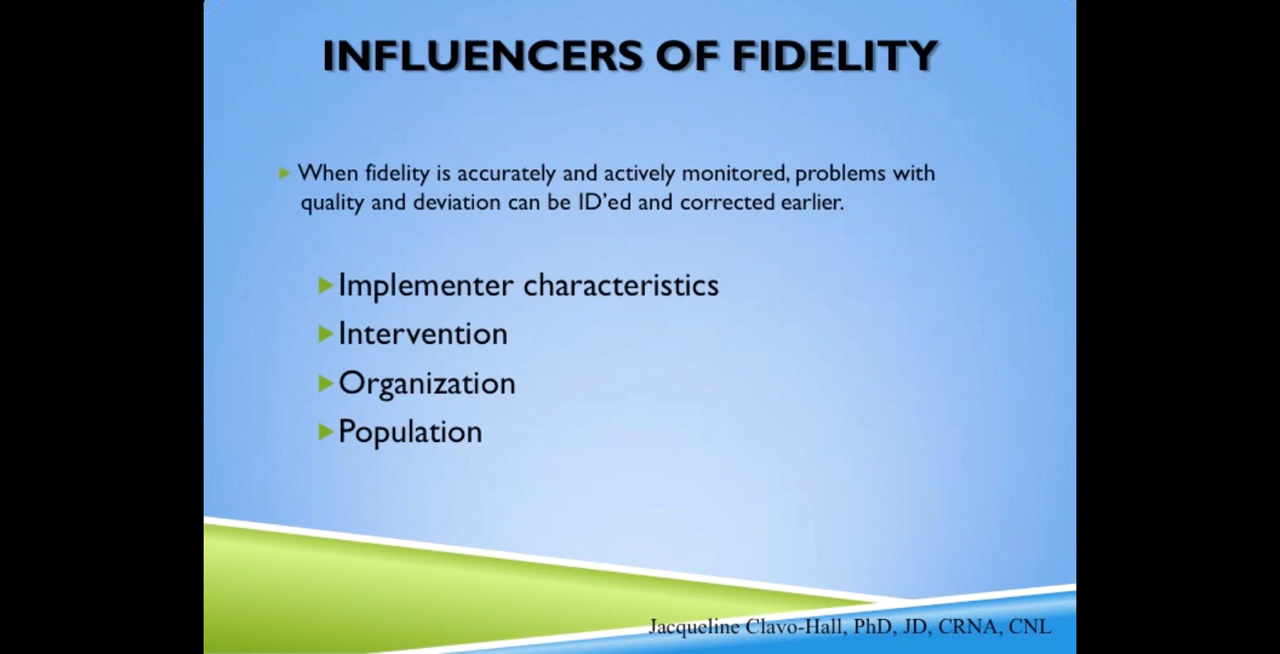 INFLUENCERS OF FIDELITY
When fidelity is accurately and actively monitored, problems with
quality and deviation can be ID'ed and corrected earlier.
Implementer characteristics
Intervention
Organization
Population
Jacqueline Clavo-Hall, PhD, JD, CRNA, CNL